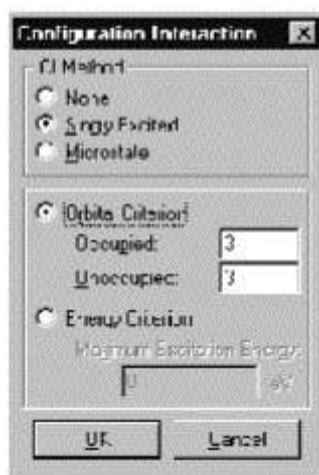 Configuration Interaction
CI Method
None
Singly Excited
Microstate
Orbital Criterion
Occupied: 3
Unoccupied: 3
Energy Criterion
Maximum Excitation Energy:
0 eV
OK Cancel